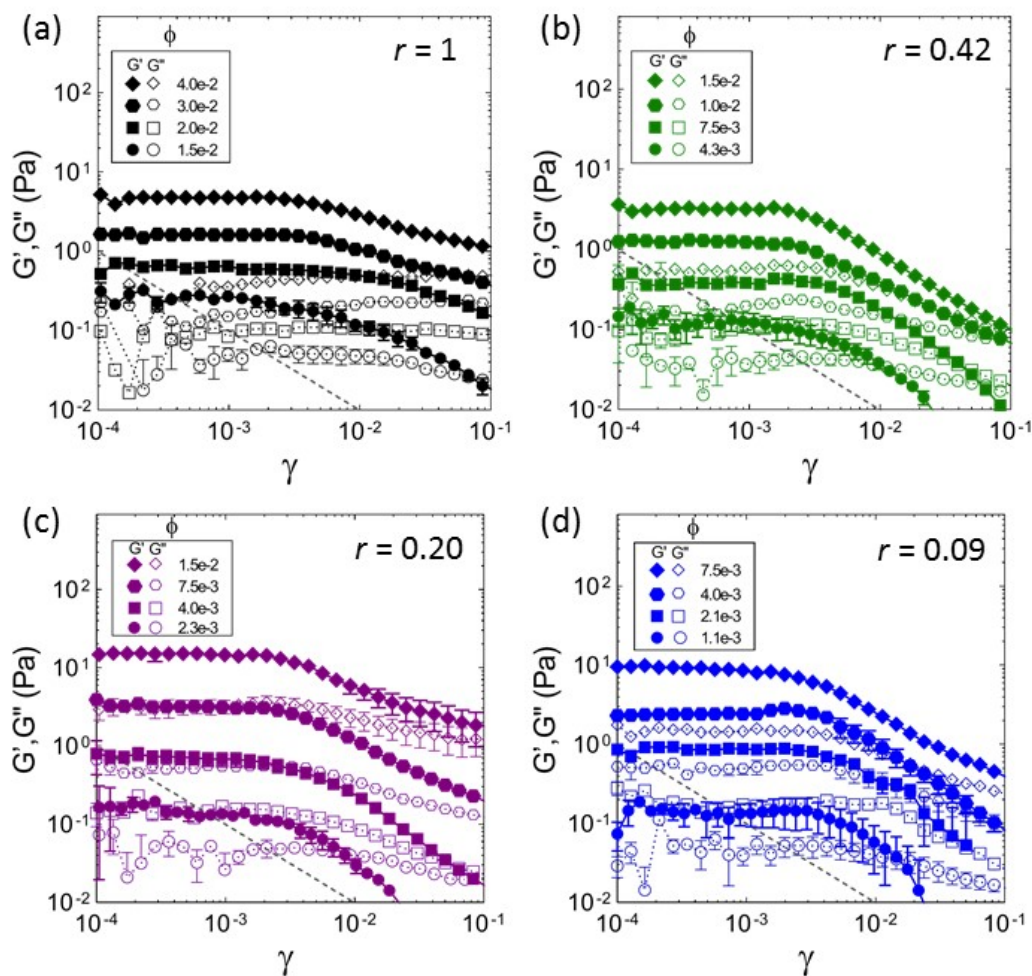 (a)
r = 1
ϕ
G' G"
4.0e-2
3.0e-2
2.0e-2
1.5e-2
10²
10¹
10⁰
10⁻¹
10⁻²
G', G" (Pa)
10⁻⁴ 10⁻³ 10⁻² 10⁻¹
γ
(b)
r = 0.42
ϕ
G' G"
1.5e-2
1.0e-2
7.5e-3
4.3e-3
10²
10¹
10⁰
10⁻¹
10⁻²
G', G" (Pa)
10⁻⁴ 10⁻³ 10⁻² 10⁻¹
γ
(c)
r = 0.20
ϕ
G' G"
1.5e-2
7.5e-3
4.0e-3
2.3e-3
10²
10¹
10⁰
10⁻¹
10⁻²
G', G" (Pa)
10⁻⁴ 10⁻³ 10⁻² 10⁻¹
γ
(d)
r = 0.09
ϕ
G' G"
7.5e-3
4.0e-3
2.1e-3
1.1e-3
10²
10¹
10⁰
10⁻¹
10⁻²
G', G" (Pa)
10⁻⁴ 10⁻³ 10⁻² 10⁻¹
γ